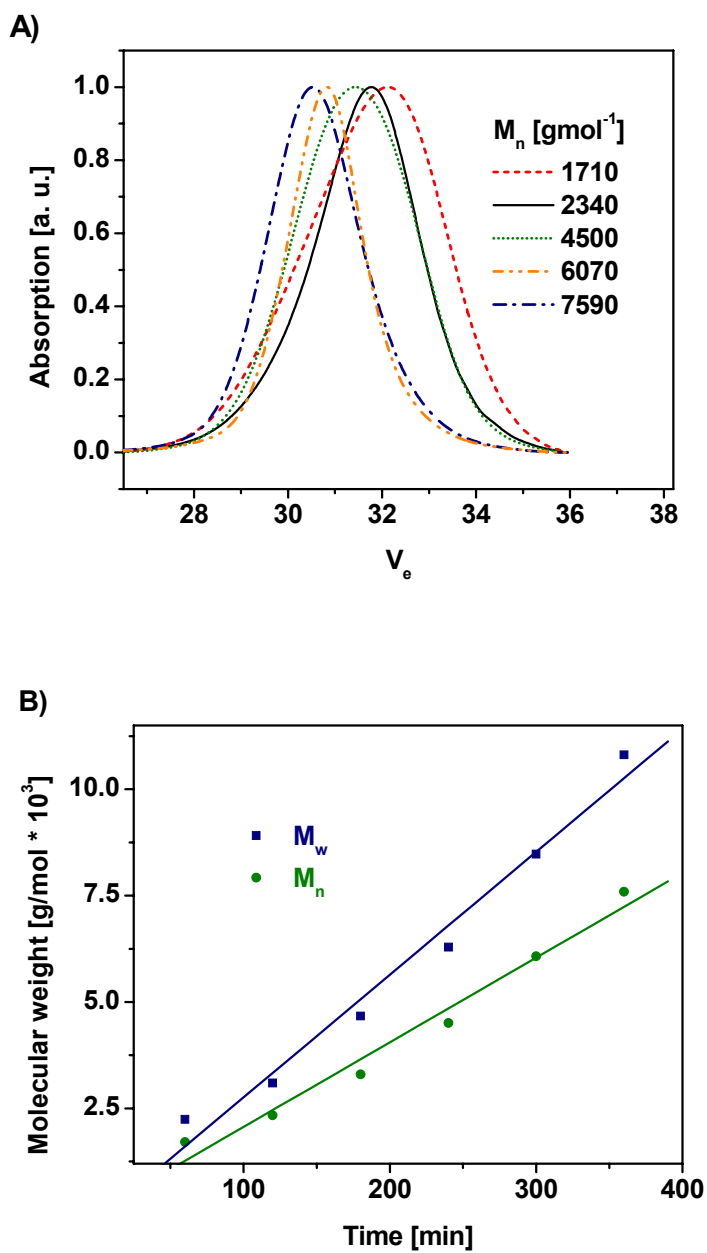 A)
1.0
0.8
0.6
0.4
0.2
0.0
Absorption [a. u.]
Mn [gmol-1]
1710
2340
4500
6070
7590
28 30 32 34 36 38
Ve
B)
10.0
7.5
5.0
2.5
Molecular weight [g/mol * 10³]
Mw
Mn
100 200 300 400
Time [min]